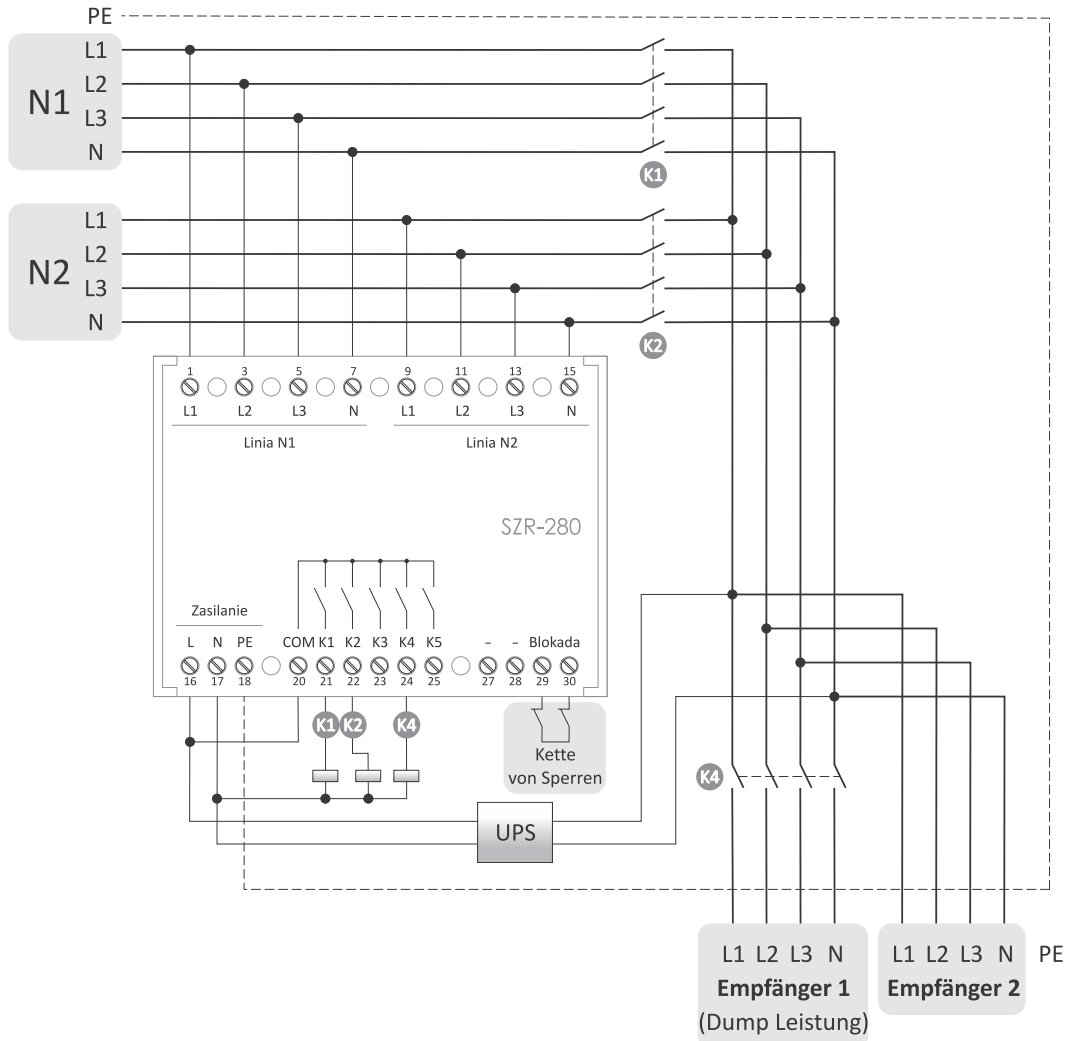 PE
L1
L2
N1
L3
N
K1
L1
L2
N2
L3
N
K2
1 3 5 7 9 11 13 15
L1 L2 L3 N L1 L2 L3 N
Linia N1 Linia N2
SZR-280
Zasilanie
L N PE COM K1 K2 K3 K4 K5 - - Blokada
16 17 18 20 21 22 23 24 25 27 28 29 30
K1 K2 K4
Kette
von Sperren
K4
UPS
L1 L2 L3 N L1 L2 L3 N PE
Empfänger 1 Empfänger 2
(Dump Leistung)